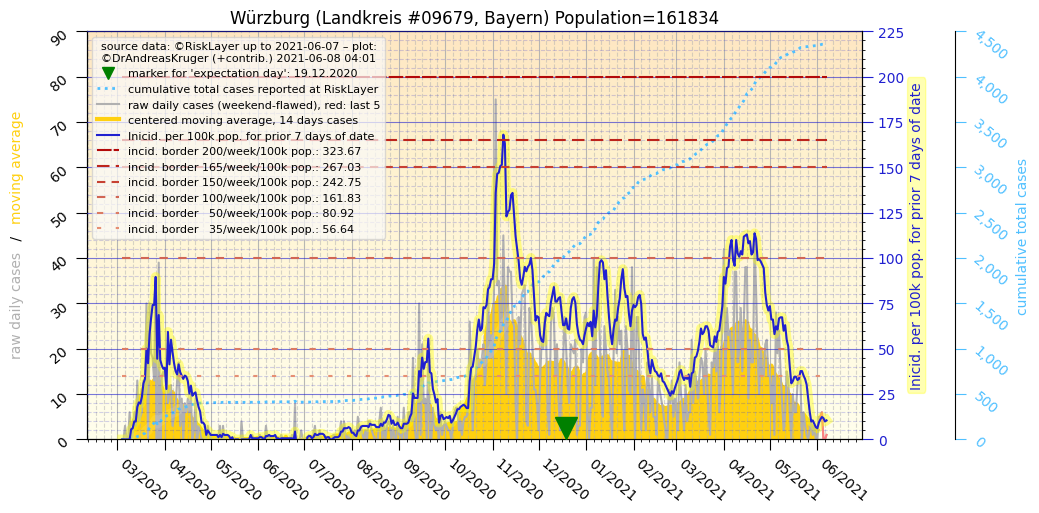 Würzburg (Landkreis #09679, Bayern) Population=161834
source data: ©RiskLayer up to 2021-06-07 – plot:
©DrAndreasKruger (+contrib.) 2021-06-08 04:01
marker for 'expectation day': 19.12.2020
cumulative total cases reported at RiskLayer
raw daily cases (weekend-flawed), red: last 5
centered moving average, 14 days cases
Inicid. per 100k pop. for prior 7 days of date
incid. border 200/week/100k pop.: 323.67
incid. border 165/week/100k pop.: 267.03
incid. border 150/week/100k pop.: 242.75
incid. border 100/week/100k pop.: 161.83
incid. border   50/week/100k pop.: 80.92
incid. border   35/week/100k pop.: 56.64
raw daily cases / moving average
90
80
70
60
50
40
30
20
10
0
03/2020
04/2020
05/2020
06/2020
07/2020
08/2020
09/2020
10/2020
11/2020
12/2020
01/2021
02/2021
03/2021
04/2021
05/2021
06/2021
225
200
175
150
125
100
75
50
25
0
Inicid. per 100k pop. for prior 7 days of date
4,500
4,000
3,500
3,000
2,500
2,000
1,500
1,000
500
0
cumulative total cases